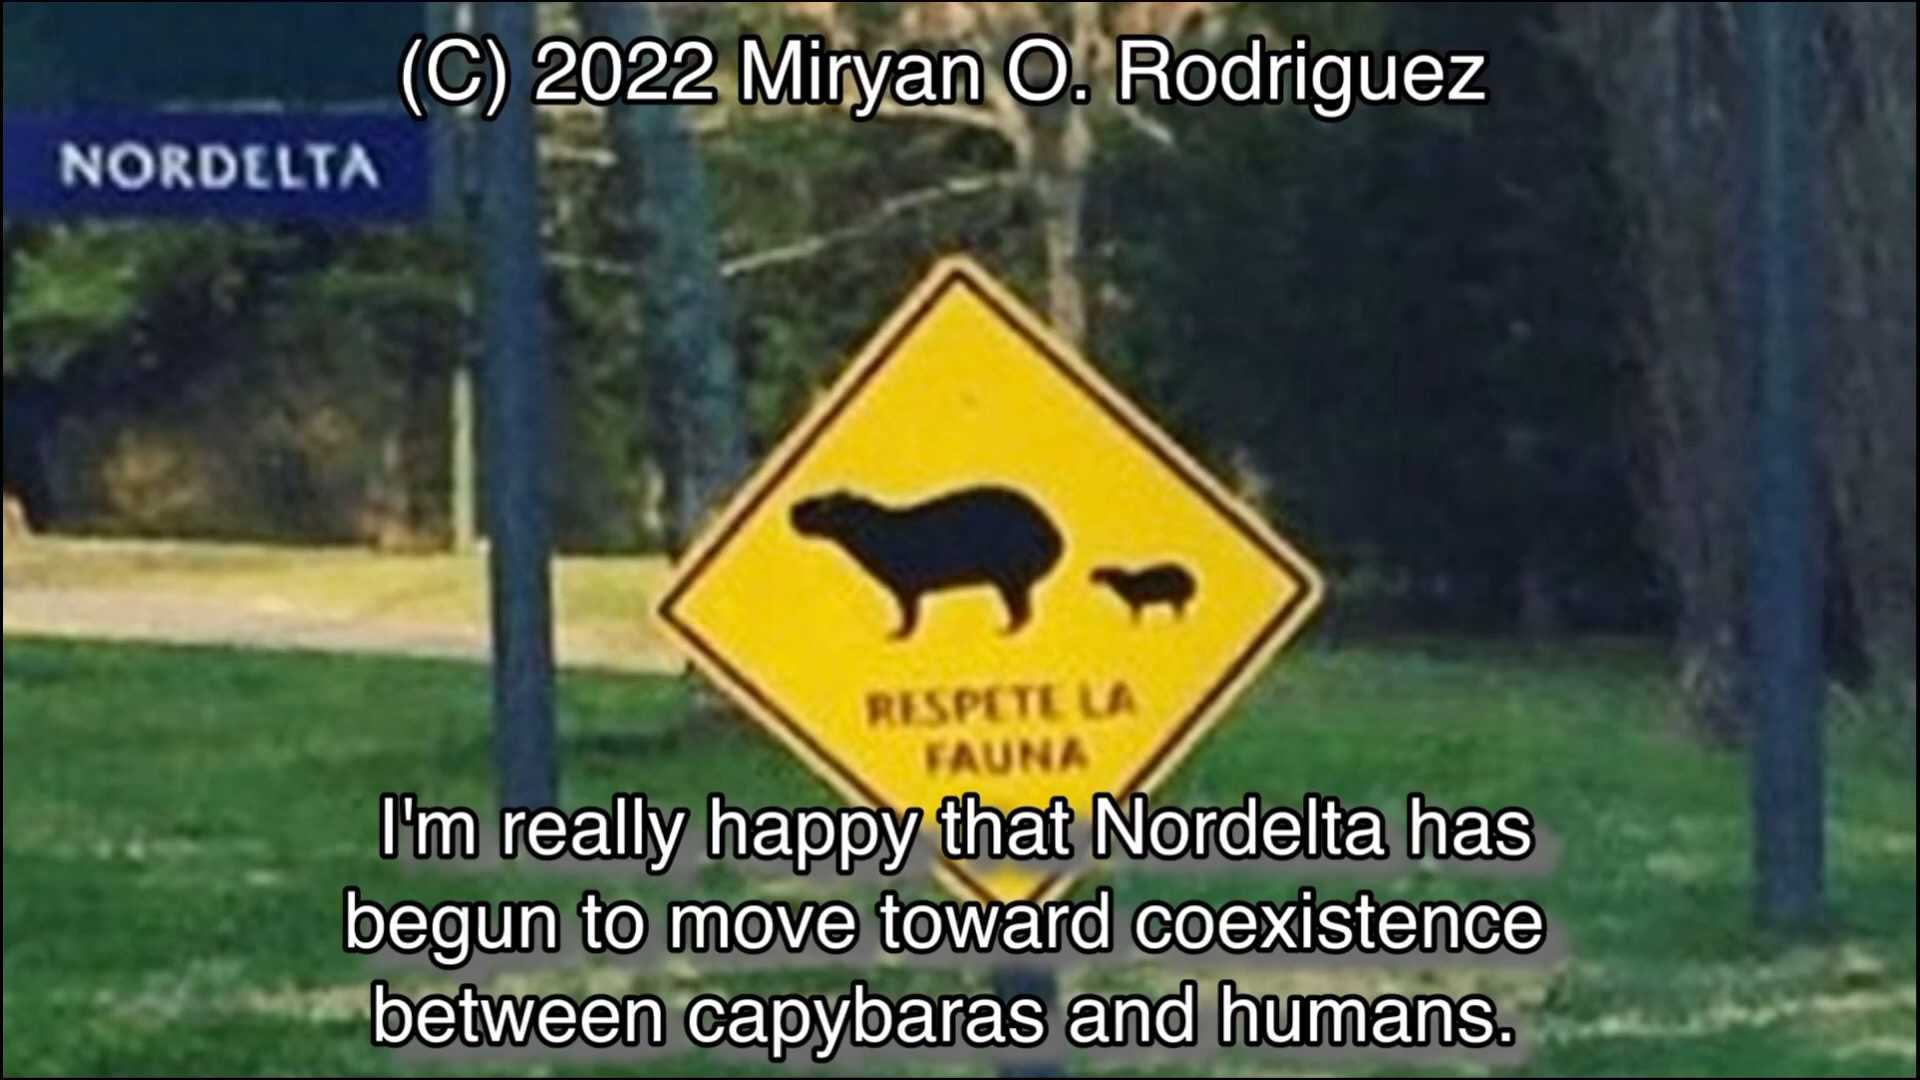 (C) 2022 Miryan O. Rodriguez
NORDELTA
RESPETE LA
FAUNA
I'm really happy that Nordelta has
begun to move toward coexistence
between capybaras and humans.